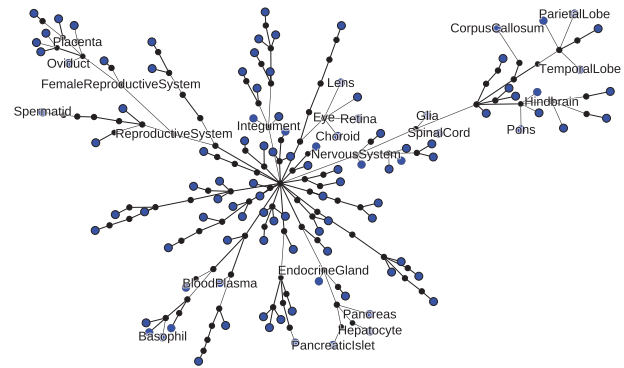 ParietalLobe
CorpusCallosum
Placenta
Oviduct
TemporalLobe
FemaleReproductiveSystem
Lens
Hindbrain
Spermatid
Eye
Retina
Glia
Integument
Pons
ReproductiveSystem
Choroid
SpinalCord
NervousSystem
EndocrineGland
BloodPlasma
Pancreas
Basophil
Hepatocyte
PancreaticIslet